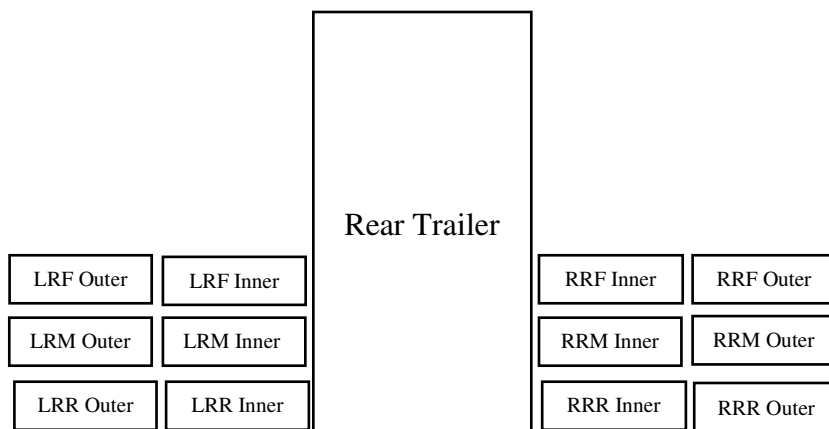 Rear Trailer
LRF Outer
LRF Inner
RRF Inner
RRF Outer
LRM Outer
LRM Inner
RRM Inner
RRM Outer
LRR Outer
LRR Inner
RRR Inner
RRR Outer